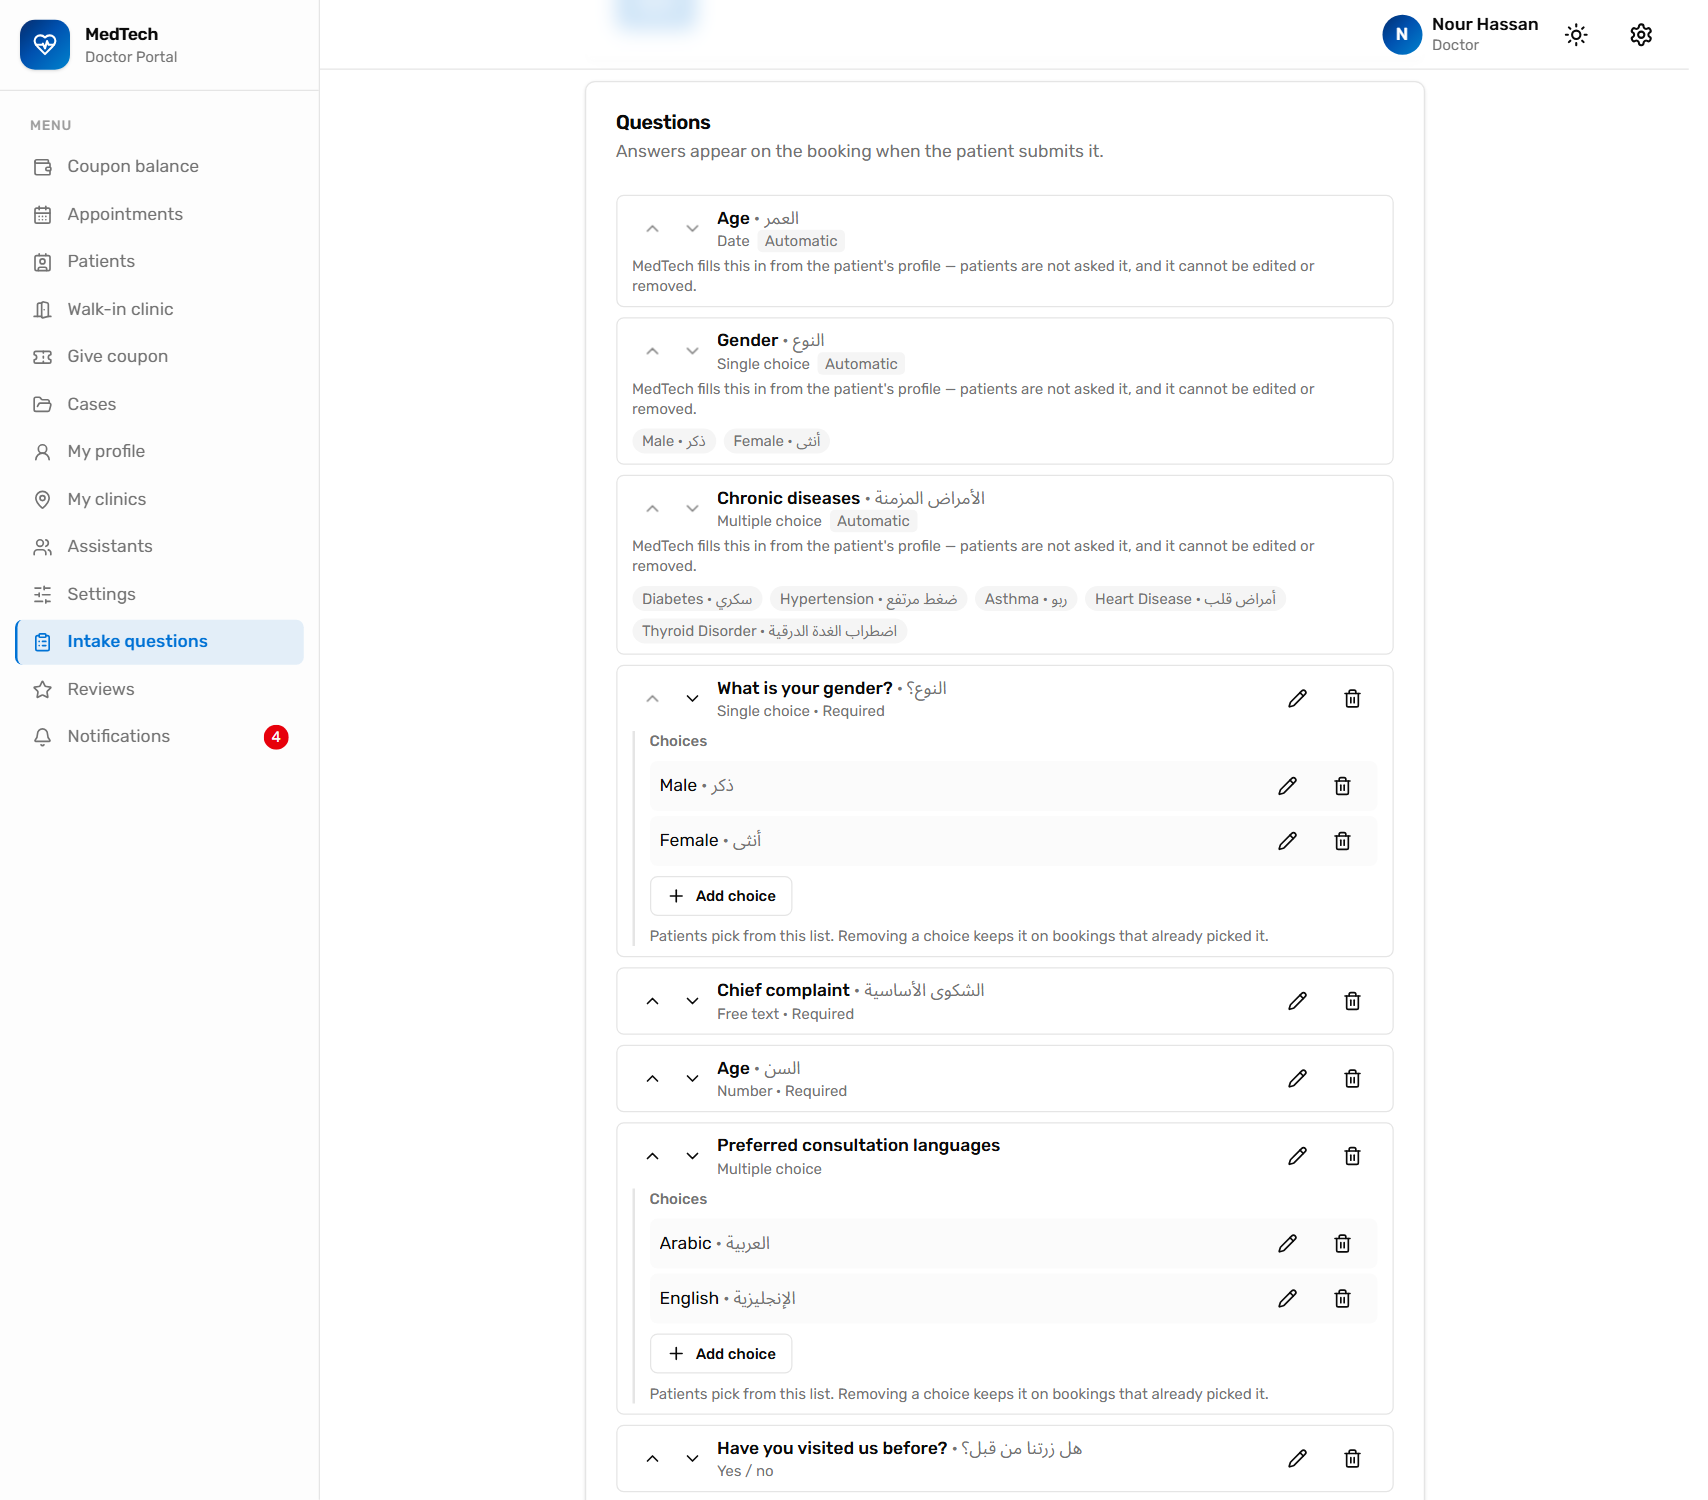 MedTech
Doctor Portal
MENU
Coupon balance
Appointments
Patients
Walk-in clinic
Give coupon
Cases
My profile
My clinics
Assistants
Settings
Intake questions
Reviews
Notifications
4
N
Nour Hassan
Doctor
Questions
Answers appear on the booking when the patient submits it.
Age • العمر
Date Automatic
MedTech fills this in from the patient's profile — patients are not asked it, and it cannot be edited or
removed.
Gender • النوع
Single choice Automatic
MedTech fills this in from the patient's profile — patients are not asked it, and it cannot be edited or
removed.
Male • ذكر Female • أنثى
Chronic diseases • الأمراض المزمنة
Multiple choice Automatic
MedTech fills this in from the patient's profile — patients are not asked it, and it cannot be edited or
removed.
Diabetes • سكري Hypertension • ضغط مرتفع Asthma • ربو Heart Disease • أمراض قلب
Thyroid Disorder • اضطراب الغدة الدرقية
What is your gender? • النوع؟
Single choice • Required
Choices
Male • ذكر
Female • أنثى
Add choice
Patients pick from this list. Removing a choice keeps it on bookings that already picked it.
Chief complaint • الشكوى الأساسية
Free text • Required
Age • السن
Number • Required
Preferred consultation languages
Multiple choice
Choices
Arabic • العربية
English • الإنجليزية
Add choice
Patients pick from this list. Removing a choice keeps it on bookings that already picked it.
Have you visited us before? • هل زرتنا من قبل؟
Yes / no